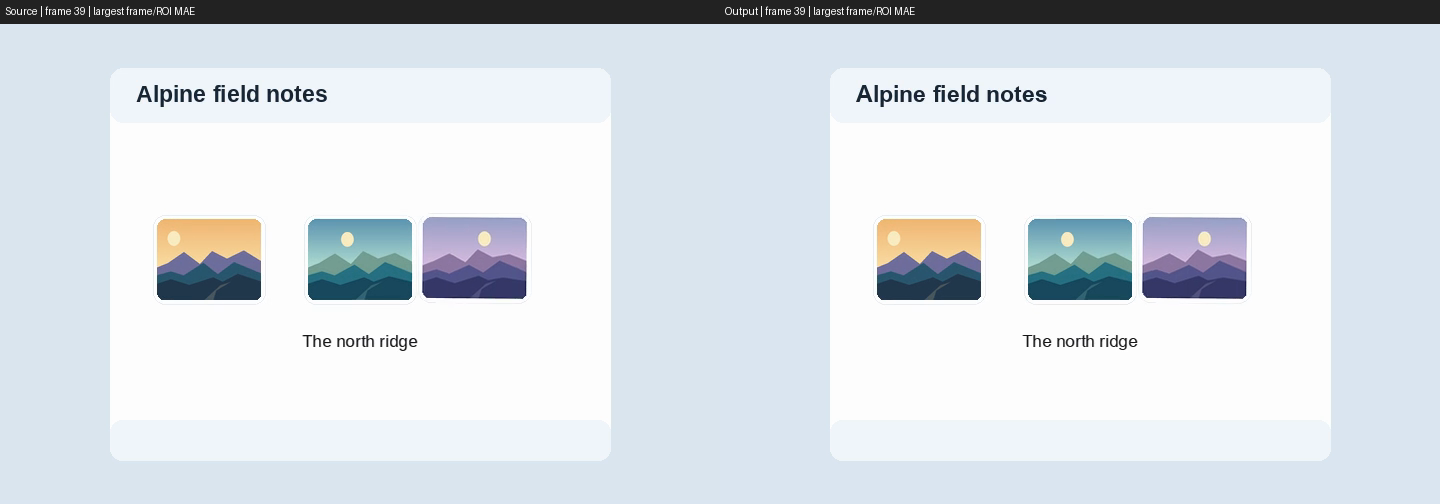 Source | frame 39 | largest frame/ROI MAE
Output | frame 39 | largest frame/ROI MAE
Alpine field notes
Alpine field notes
The north ridge
The north ridge